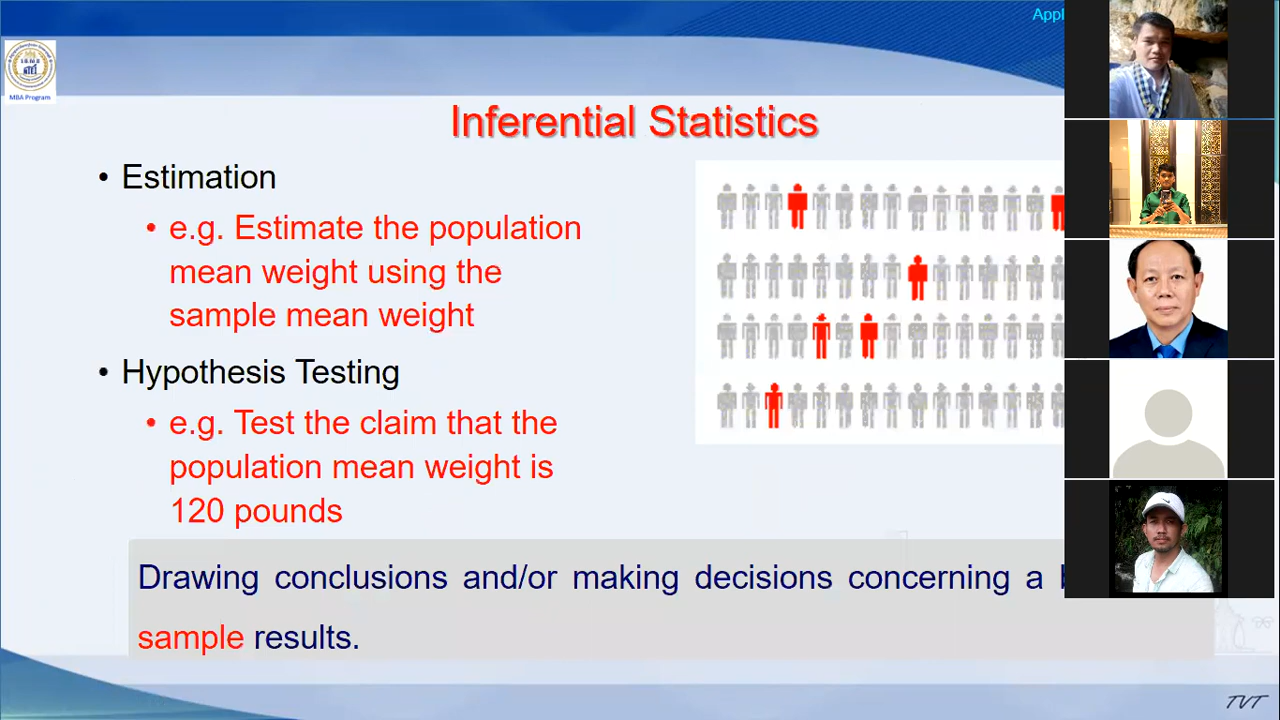 Appl
MBA Program
Inferential Statistics
• Estimation
• e.g. Estimate the population
mean weight using the
sample mean weight
• Hypothesis Testing
• e.g. Test the claim that the
population mean weight is
120 pounds
Drawing conclusions and/or making decisions concerning a
sample results.
TVT